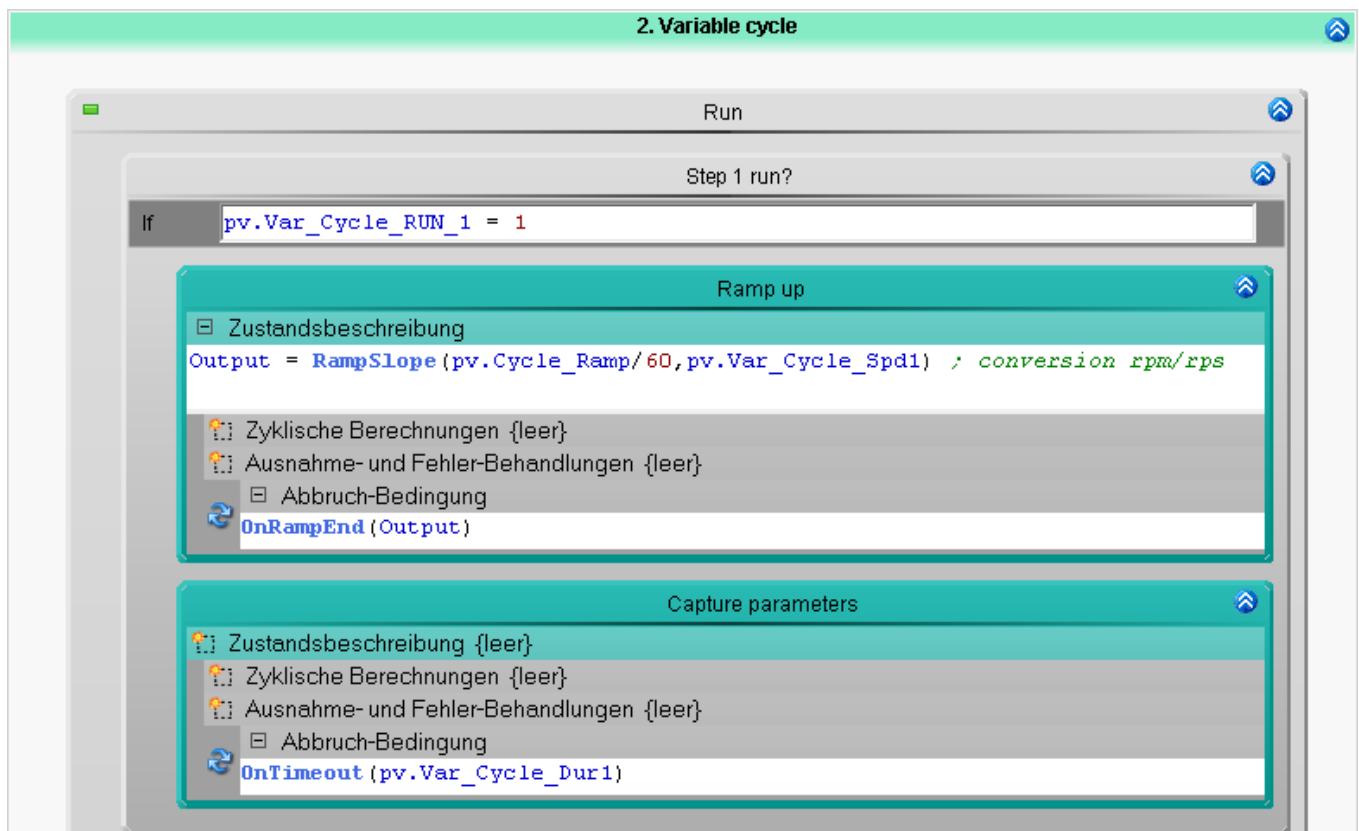 2. Variable cycle
Run
Step 1 run?
If pv.Var_Cycle_RUN_1 = 1
Ramp up
Zustandsbeschreibung
Output = RampSlope(pv.Cycle_Ramp/60,pv.Var_Cycle_Spd1) ; conversion rpm/rps
Zyklische Berechnungen {leer}
Ausnahme- und Fehler-Behandlungen {leer}
Abbruch-Bedingung
OnRampEnd(Output)
Capture parameters
Zustandsbeschreibung {leer}
Zyklische Berechnungen {leer}
Ausnahme- und Fehler-Behandlungen {leer}
Abbruch-Bedingung
OnTimeout(pv.Var_Cycle_Dur1)